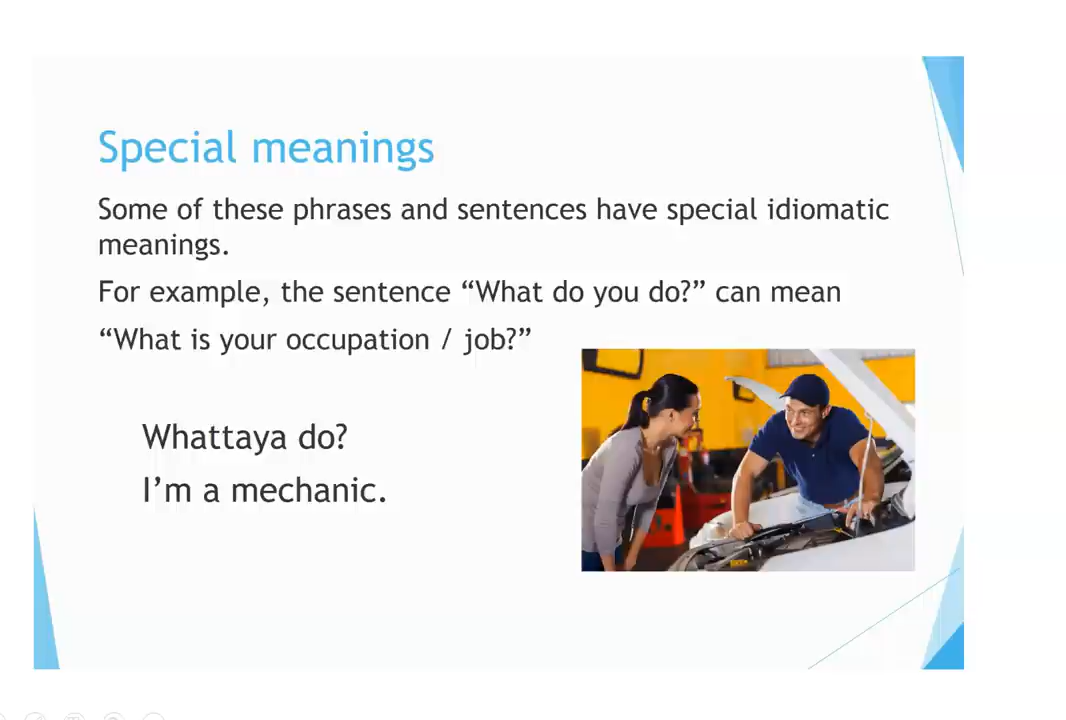 Special meanings
Some of these phrases and sentences have special idiomatic
meanings.
For example, the sentence “What do you do?” can mean
“What is your occupation / job?”
Whattaya do?
I’m a mechanic.